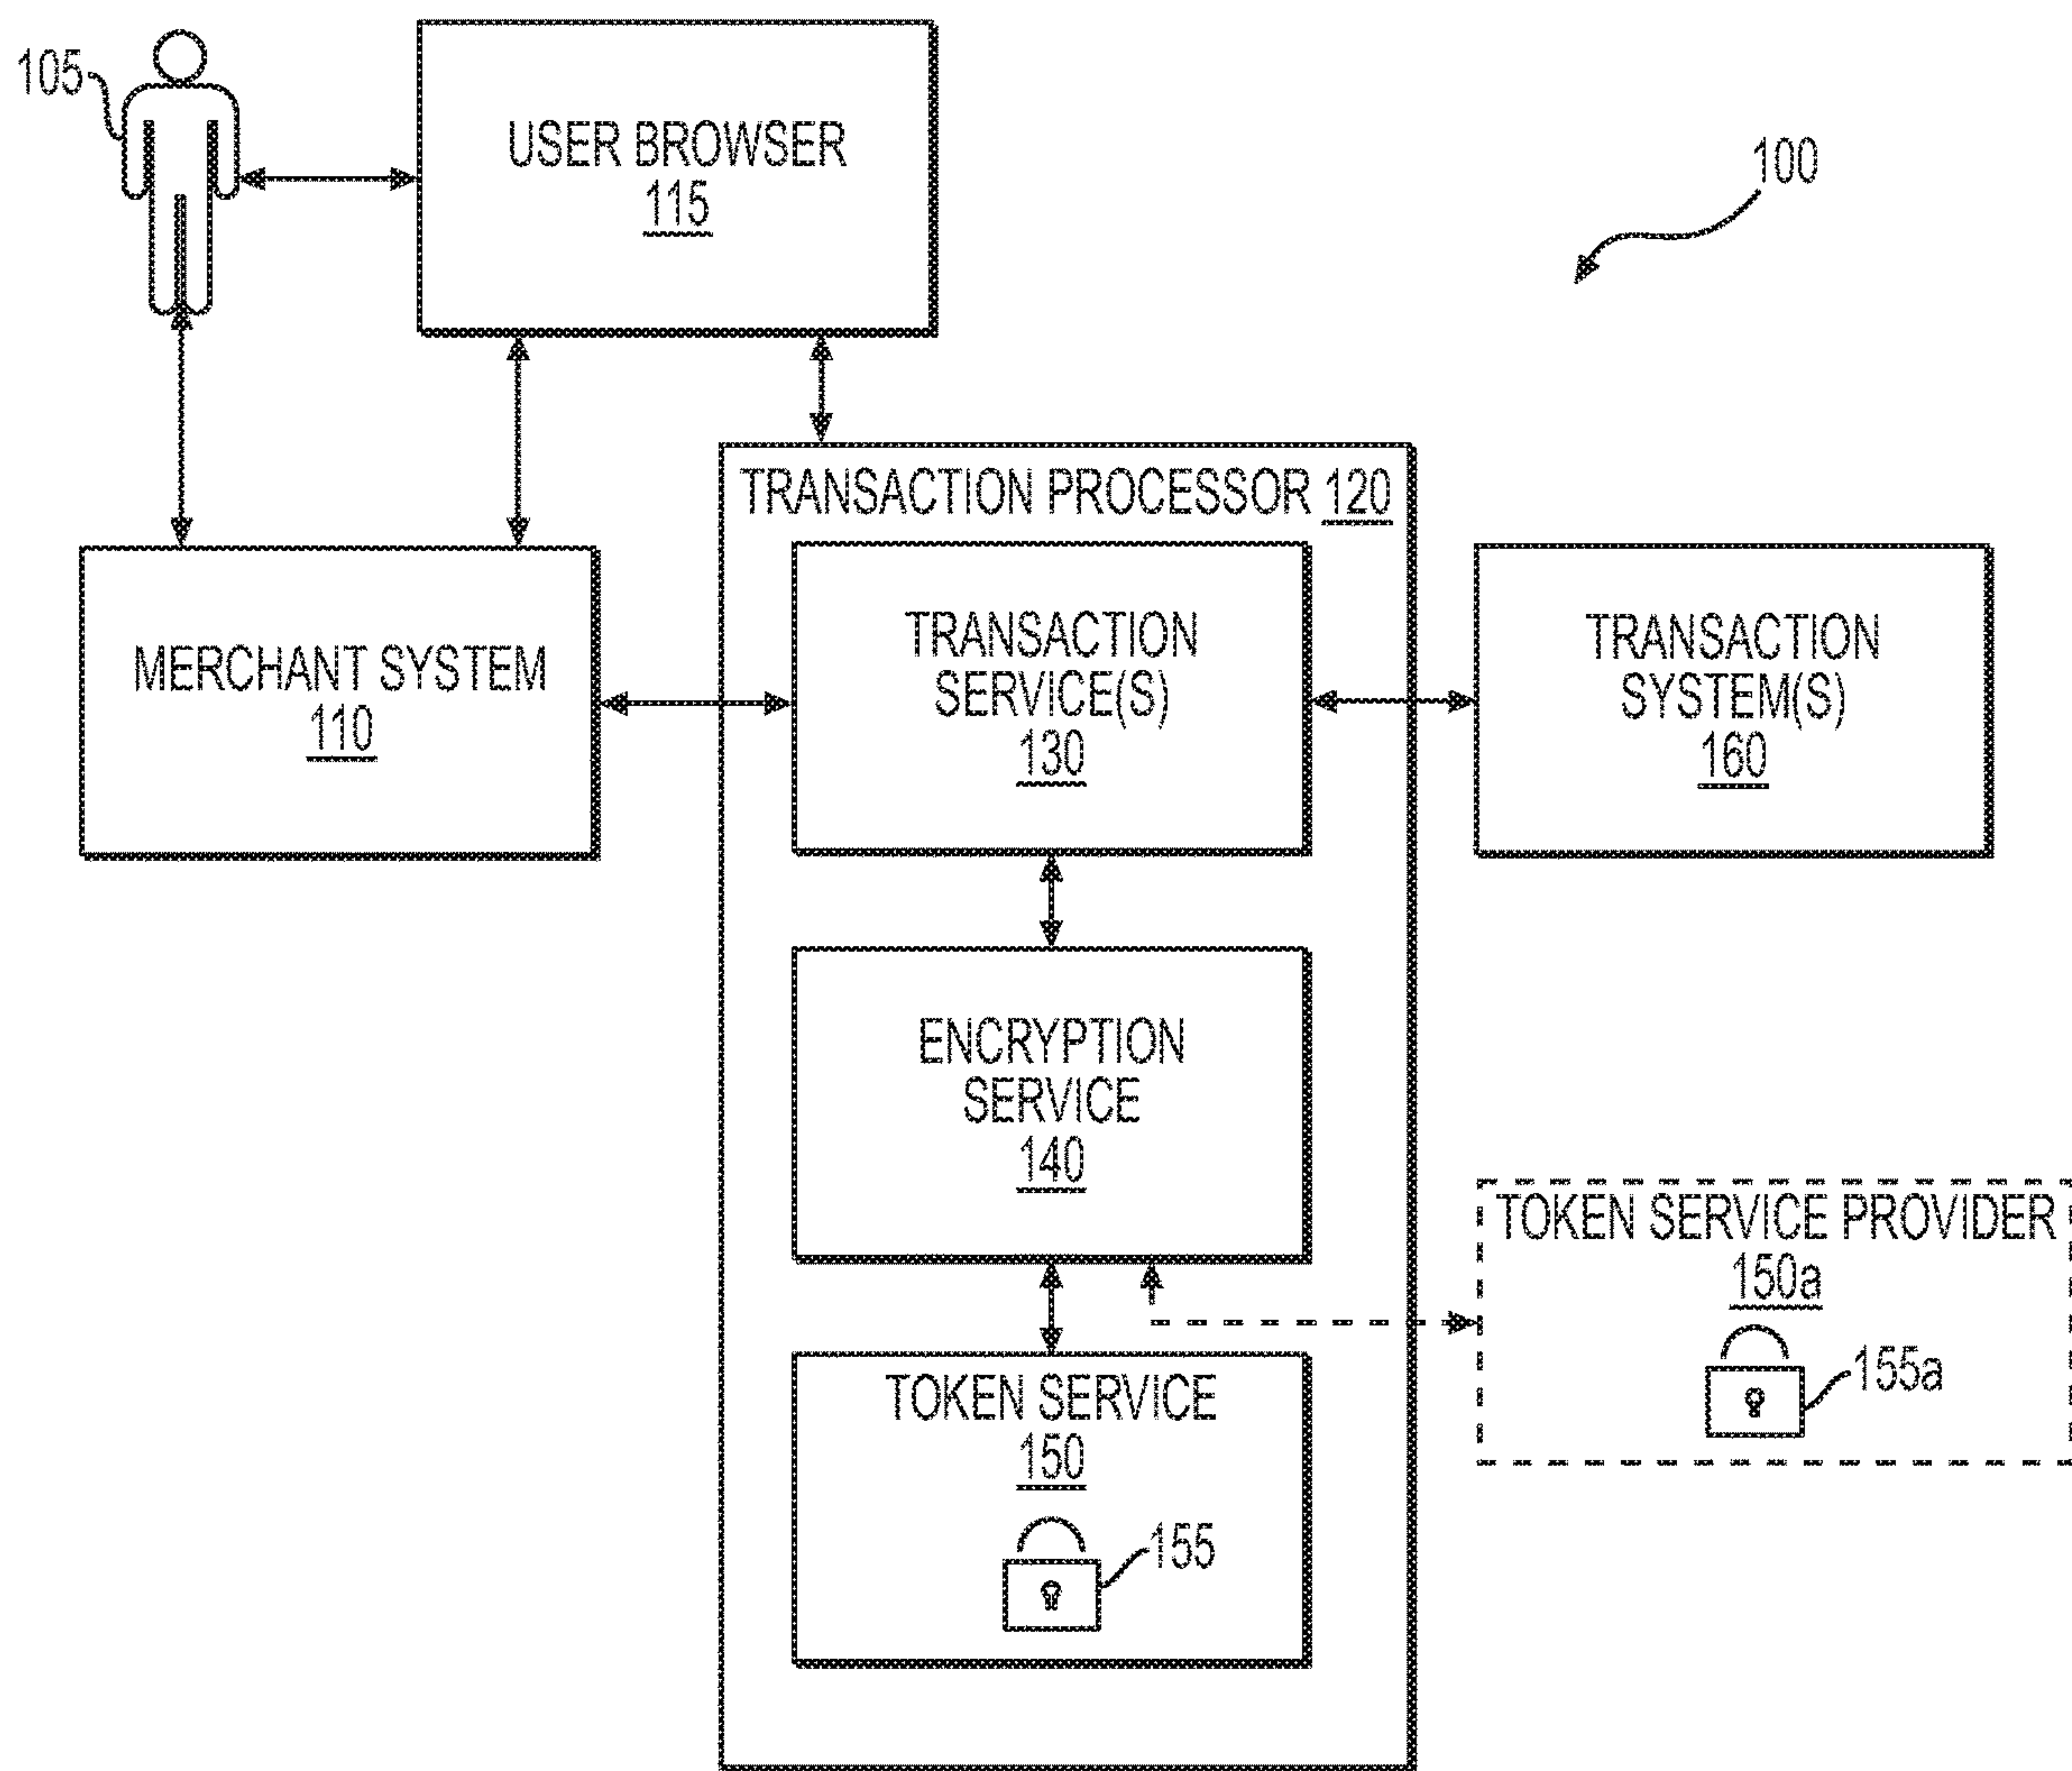 105
USER BROWSER
115
100
TRANSACTION PROCESSOR 120
MERCHANT SYSTEM
110
TRANSACTION
SERVICE(S)
130
TRANSACTION
SYSTEM(S)
160
ENCRYPTION
SERVICE
140
TOKEN SERVICE PROVIDER
150a
155a
TOKEN SERVICE
150
155